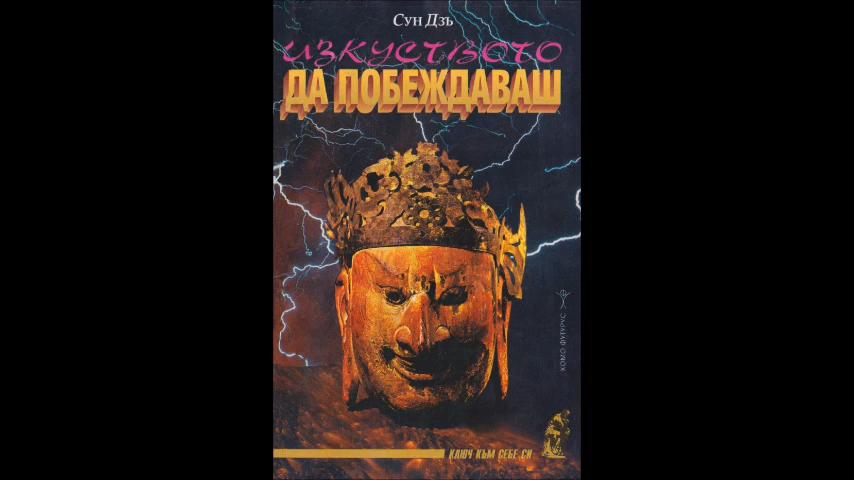 Сун Дзъ
Изкуството
ДА ПОБЕЖДАВАШ
ХОМО ФУТУРУС
КЛЮЧ КЪМ СЕБЕ СИ